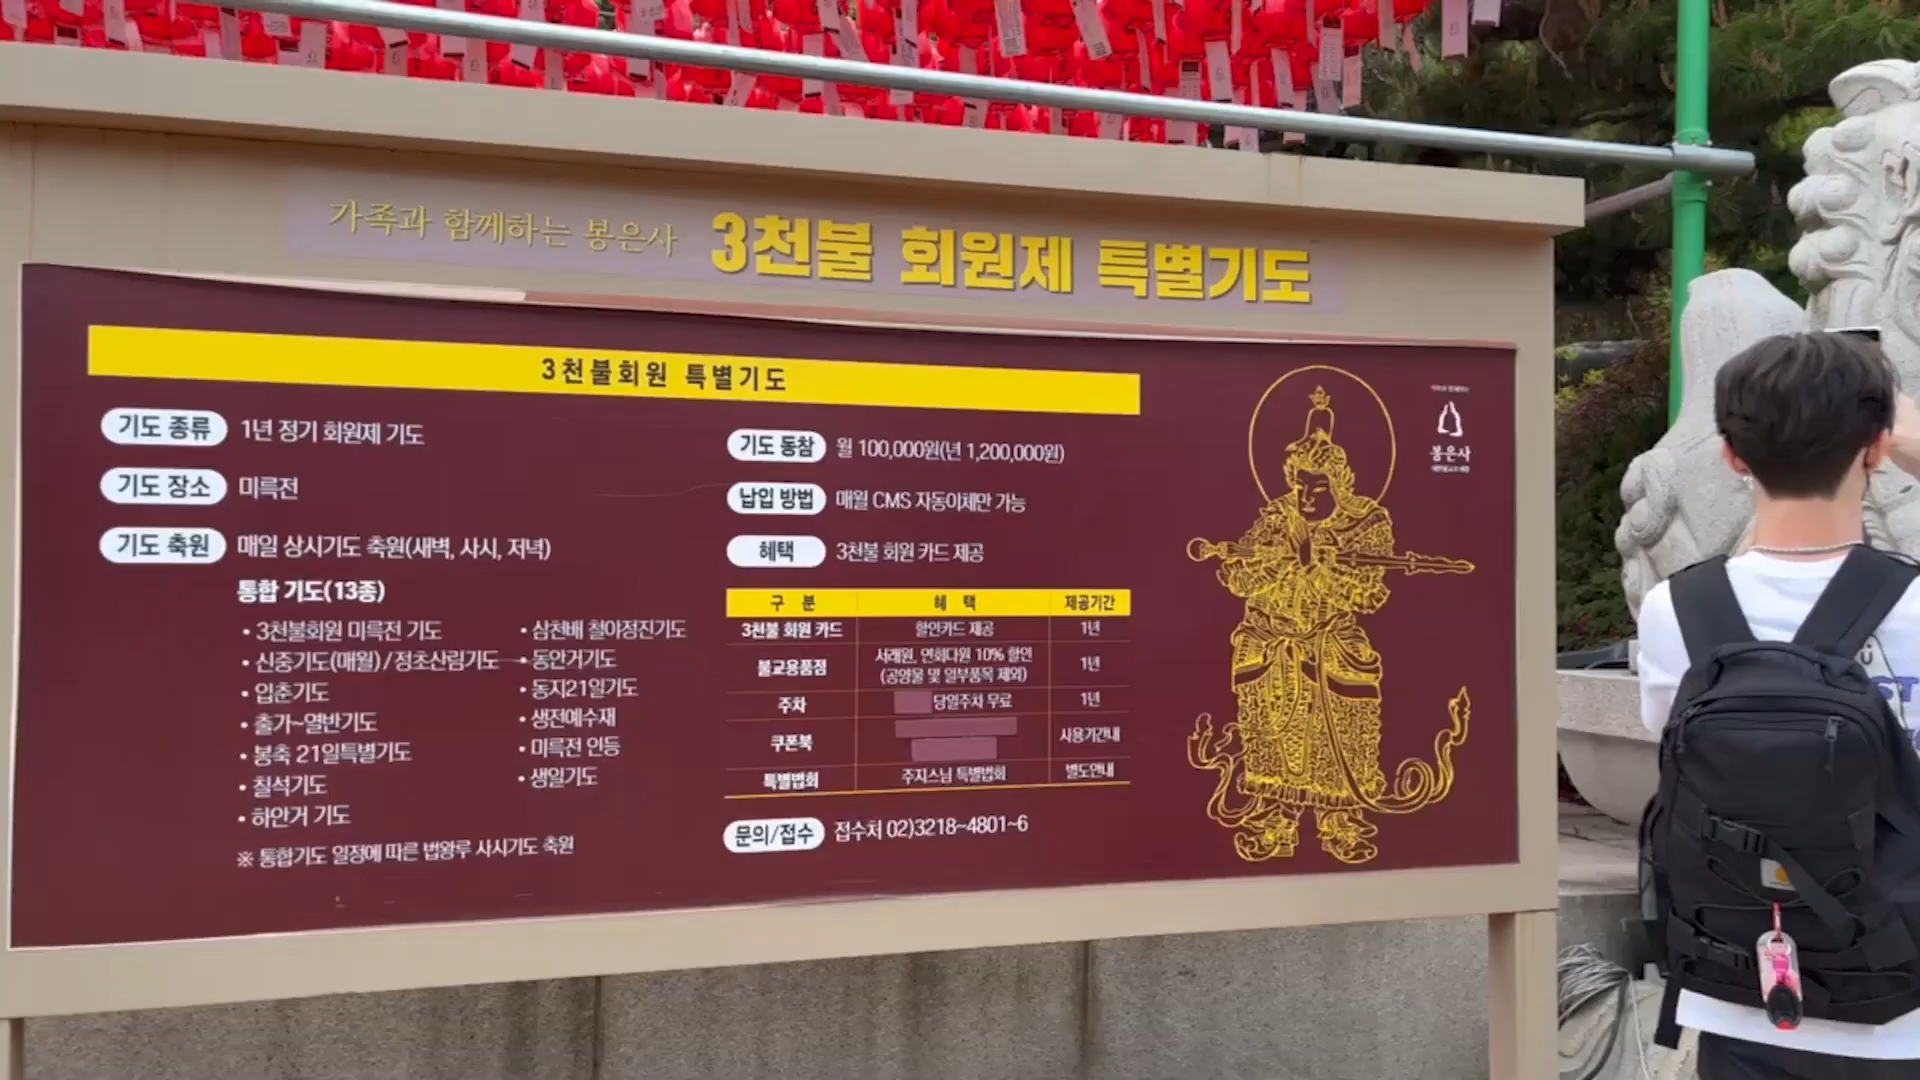 가족과 함께하는 봉은사 3천불 회원제 특별기도
3천불회원 특별기도
기도 종류 1년 정기 회원제 기도
기도 장소 미륵전
기도 축원 매일 상시기도 축원(새벽, 사시, 저녁)
통합 기도(13종)
• 3천불회원 미륵전 기도
• 신중기도(매월)/정초산림기도
• 입춘기도
• 출가~열반기도
• 봉축 21일특별기도
• 칠석기도
• 하안거 기도
• 삼천배 철야정진기도
• 동안거기도
• 동지21일기도
• 생전예수재
• 미륵전 인등
• 생일기도
※ 통합기도 일정에 따른 법왕루 사시기도 축원
기도 동참 월 100,000원(년 1,200,000원)
납입 방법 매월 CMS 자동이체만 가능
혜택 3천불 회원 카드 제공
구 분 혜 택 제공기간
3천불 회원 카드 할인카드 제공 1년
불교용품점 서래원, 연회다원 10% 할인 1년
(공양물 및 일부품목 제외)
주차 당일주차 무료 1년
쿠폰북 사용기간내
특별법회 주지스님 특별법회 별도안내
문의/접수 접수처 02)3218~4801~6
봉은사